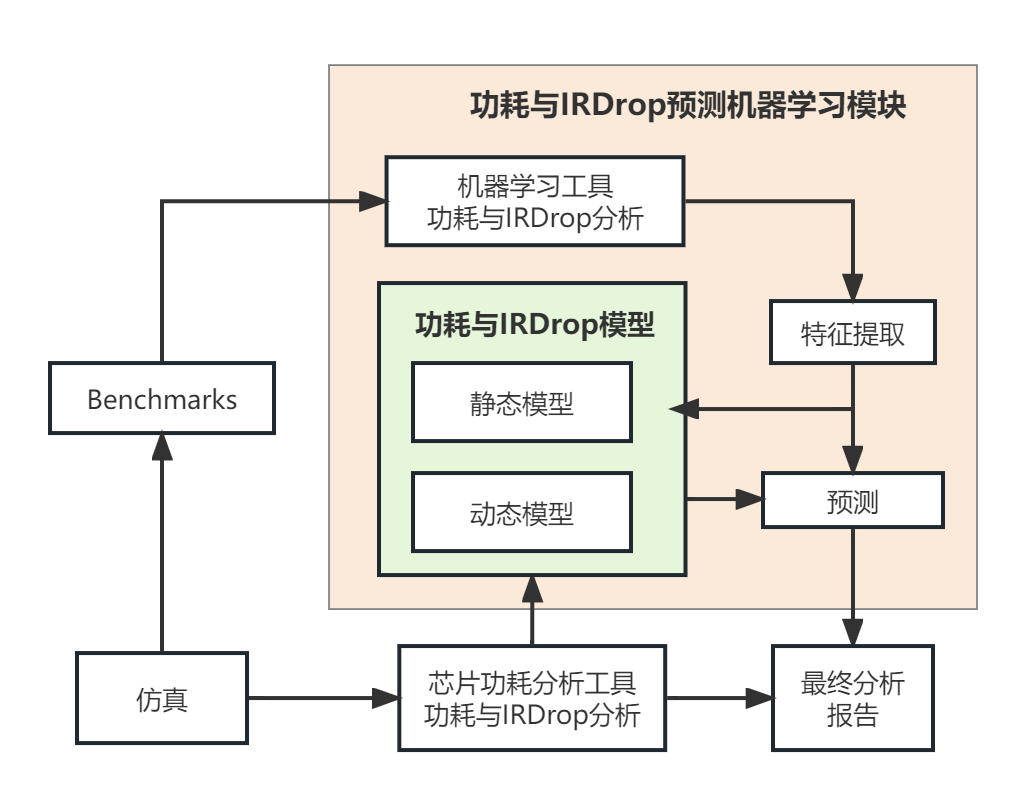 功耗与IRDrop预测机器学习模块
机器学习工具
功耗与IRDrop分析
功耗与IRDrop模型
特征提取
静态模型
Benchmarks
动态模型
预测
仿真
芯片功耗分析工具
功耗与IRDrop分析
最终分析
报告